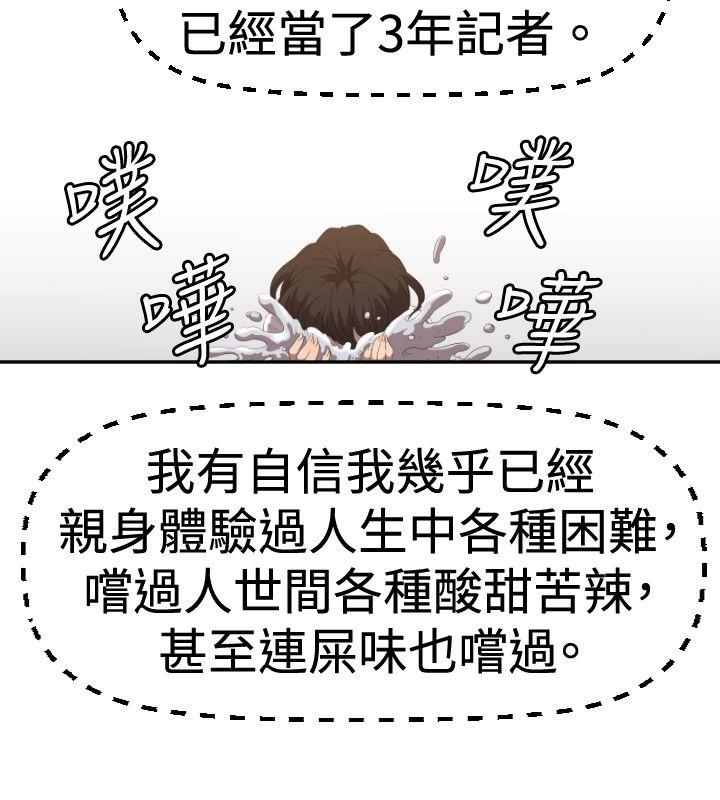 已經當了3年記者。
噗
嘩
噗
嘩
我有自信我幾乎已經
親身體驗過人生中各種困難，
嚐過人世間各種酸甜苦辣，
甚至連屎味也嚐過。